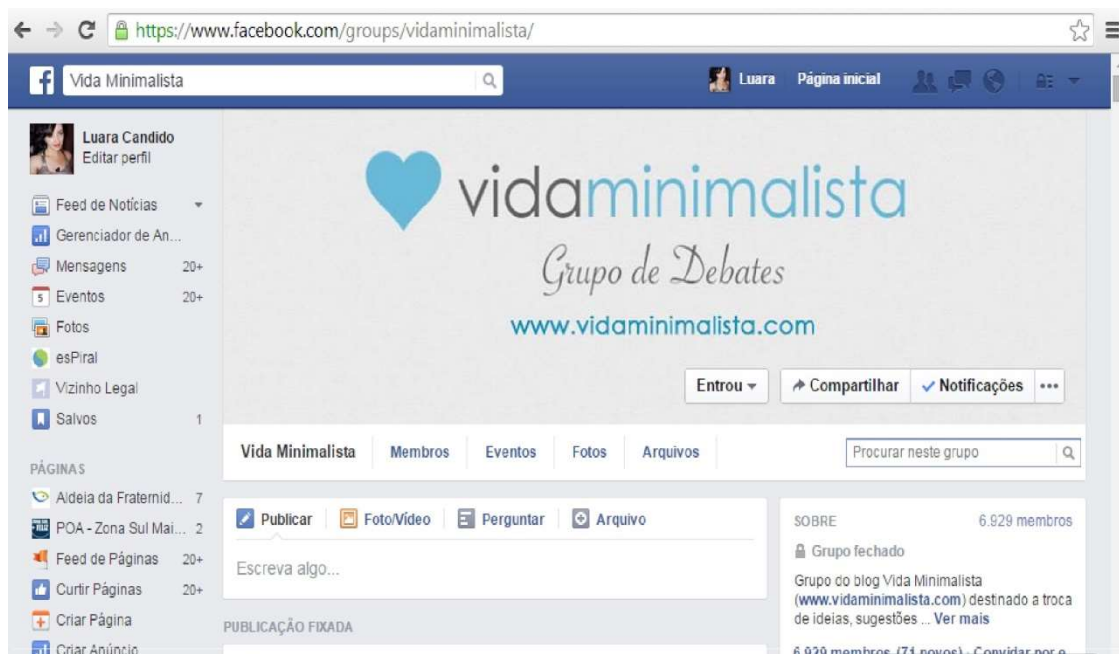 https://www.facebook.com/groups/vidaminimalista/
Vida Minimalista
Luara Página inicial
Luara Candido
Editar perfil
Feed de Notícias
Gerenciador de An...
Mensagens 20+
5 Eventos 20+
Fotos
esPiral
Vizinho Legal
Salvos 1
PÁGINAS
Aldeia da Fraternid... 7
POA - Zona Sul Mai... 2
Feed de Páginas 20+
Curtir Páginas 20+
Criar Página
Criar Anúncio
vidaminimalista
Grupo de Debates
www.vidaminimalista.com
Entrou Compartilhar Notificações
Vida Minimalista Membros Eventos Fotos Arquivos Procurar neste grupo
Publicar Foto/Vídeo Perguntar Arquivo
Escreva algo...
PUBLICAÇÃO FIXADA
SOBRE 6.929 membros
Grupo fechado
Grupo do blog Vida Minimalista
(www.vidaminimalista.com) destinado a troca
de ideias, sugestões ... Ver mais
6.929 membros (71 novos) · Convidar por e